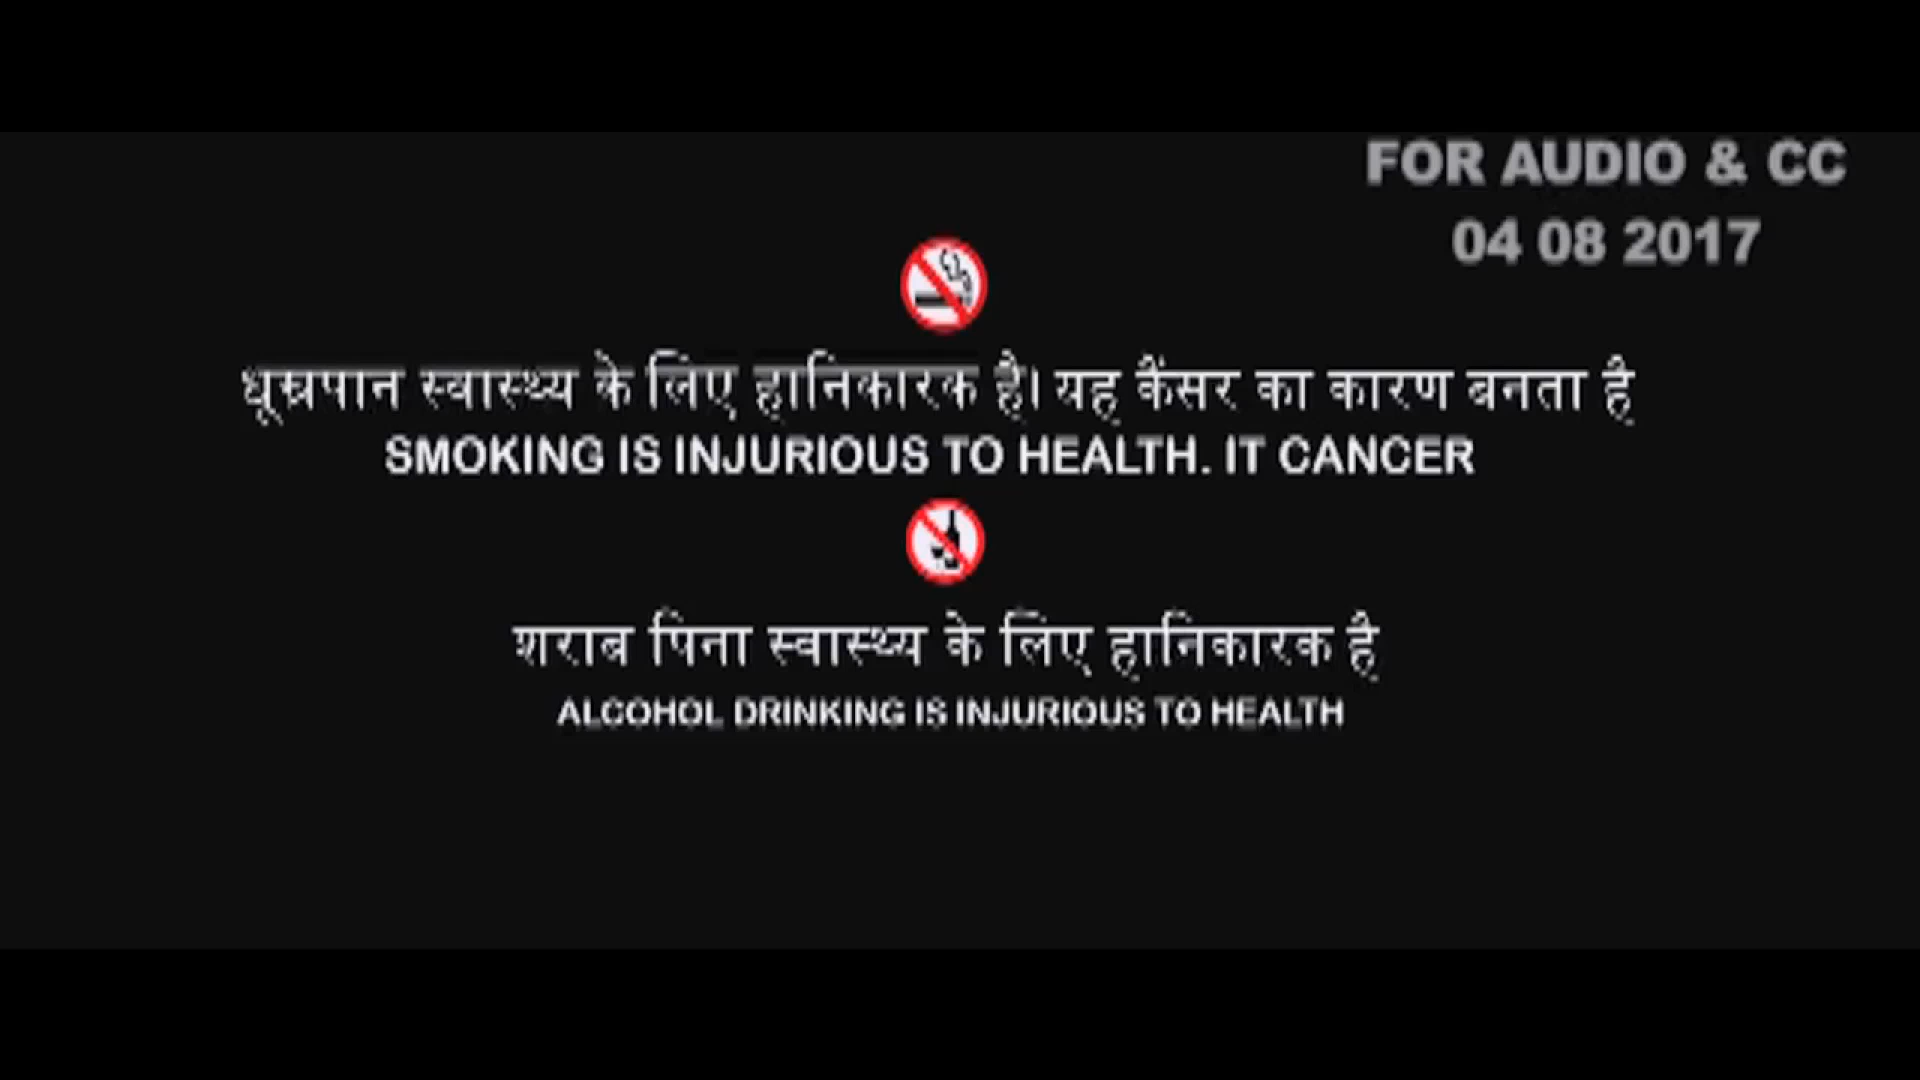 FOR AUDIO & CC
04 08 2017
धूम्रपान स्वास्थ्य के लिए हानिकारक है। यह कैंसर का कारण बनता है
SMOKING IS INJURIOUS TO HEALTH. IT CANCER
शराब पिना स्वास्थ्य के लिए हानिकारक है
ALCOHOL DRINKING IS INJURIOUS TO HEALTH